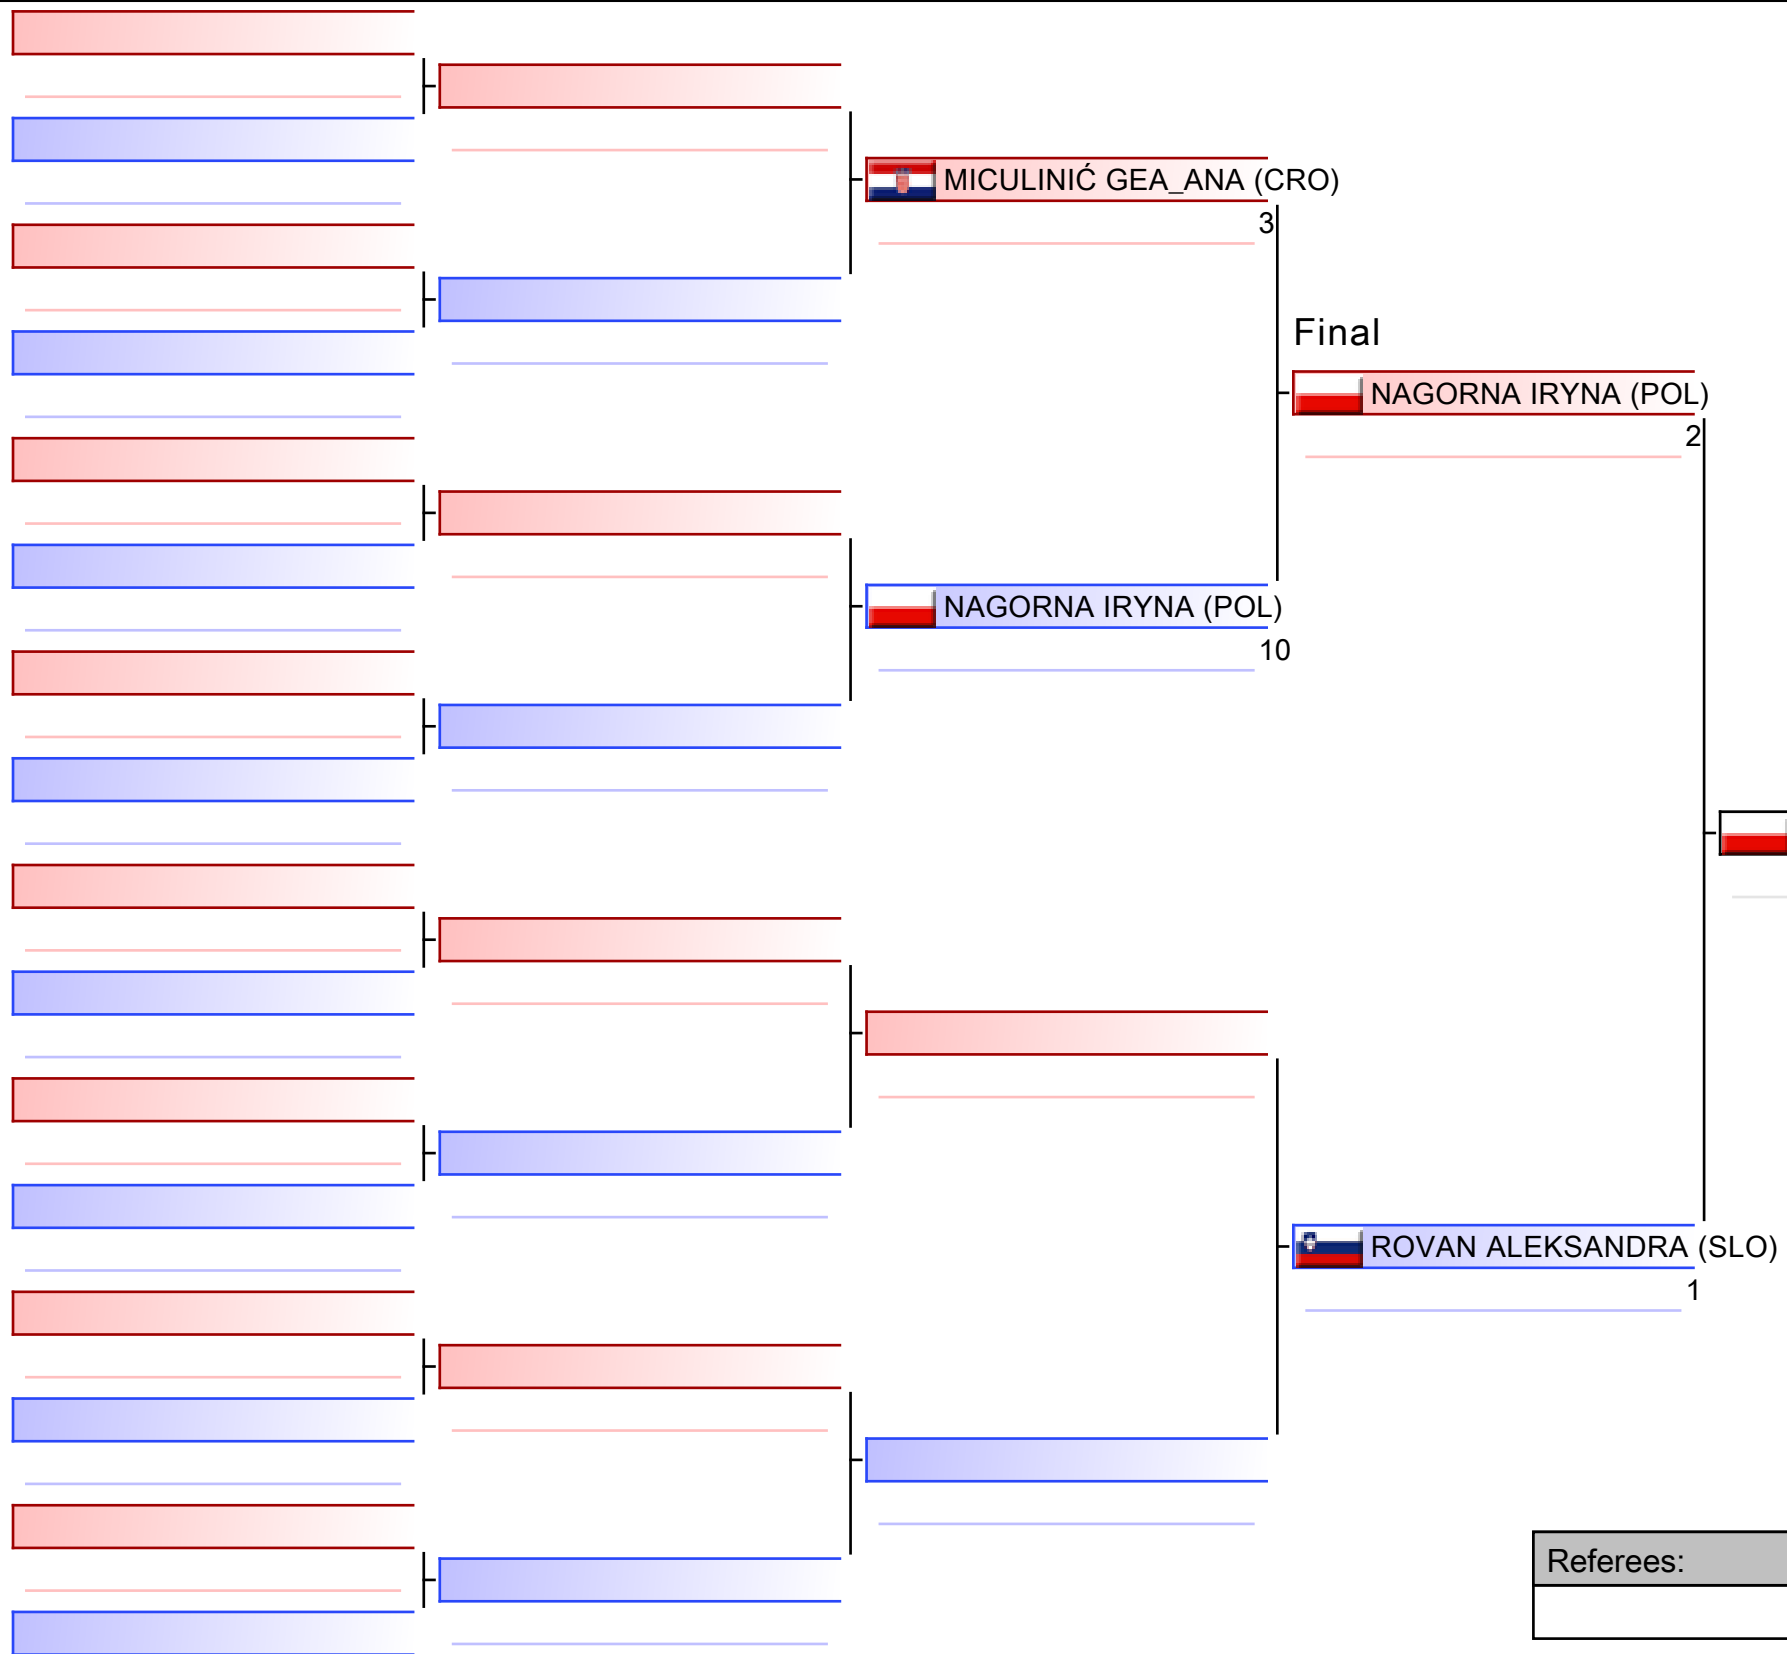 MICULINIĆ GEA_ANA (CRO)
3
Final
NAGORNA IRYNA (POL)
2
NAGORNA IRYNA (POL)
10
ROVAN ALEKSANDRA (SLO)
1
Referees: